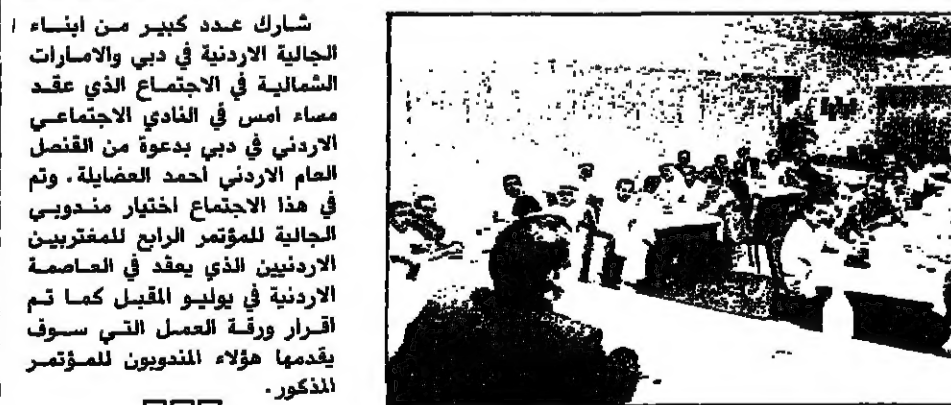 شارك عدد كبير من ابناء
الجالية الاردنية في دبي والامارات
الشمالية في الاجتماع الذي عقد
مساء امس في النادي الاجتماعي
الاردني في دبي بدعوة من القنصل
العام الاردني أحمد العضايلة . وتم
في هذا الاجتماع اختيار مندوبي
الجالية للمؤتمر الرابع للمغتربين
الاردنيين الذي يعقد في العاصمة
الاردنية في يوليو المقبل كما تم
اقرار ورقة العمل التي سوف
يقدمها هؤلاء المندوبون للمؤتمر
المذكور .